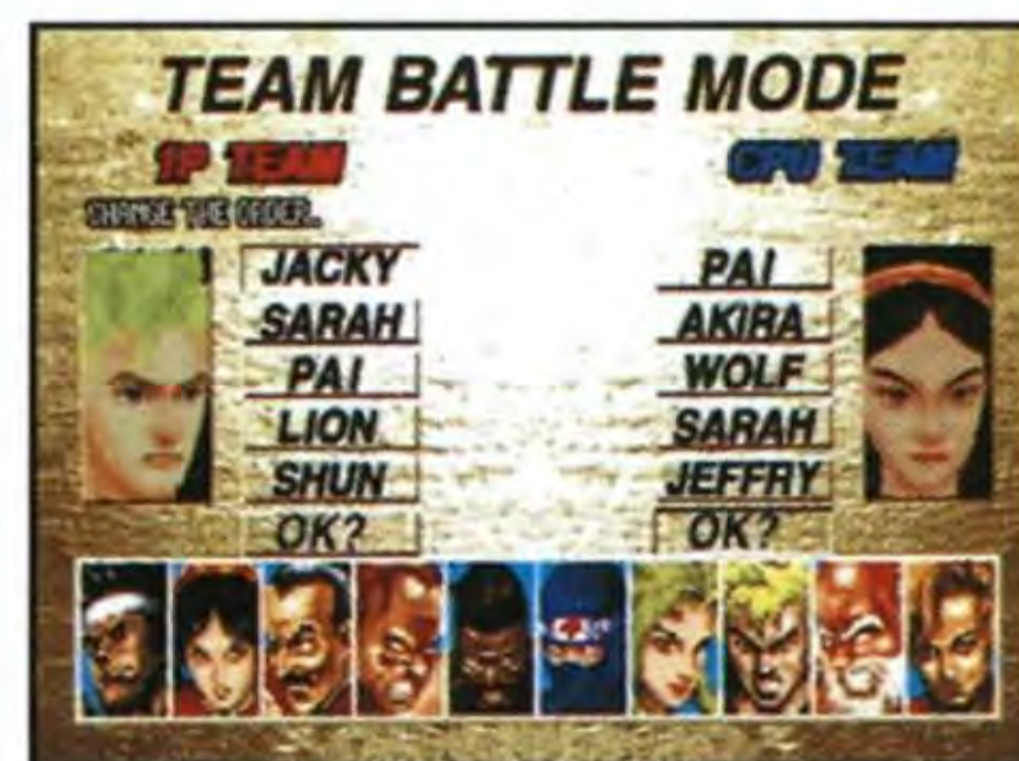 TEAM BATTLE MODE
1P TEAM
CPU TEAM
CHANGE THE ORDER.
JACKY
SARAH
PAI
LION
SHUN
OK?
PAI
AKIRA
WOLF
SARAH
JEFFRY
OK?